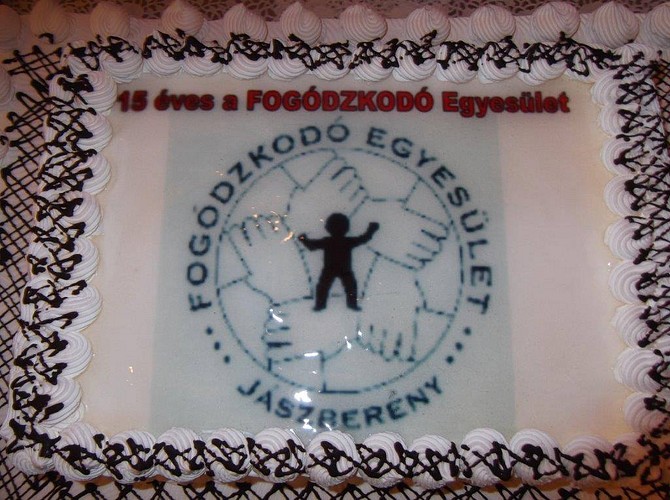 15 éves a FOGÓDZKODÓ Egyesület
FOGÓDZKODÓ EGYESÜLET
JÁSZBERÉNY